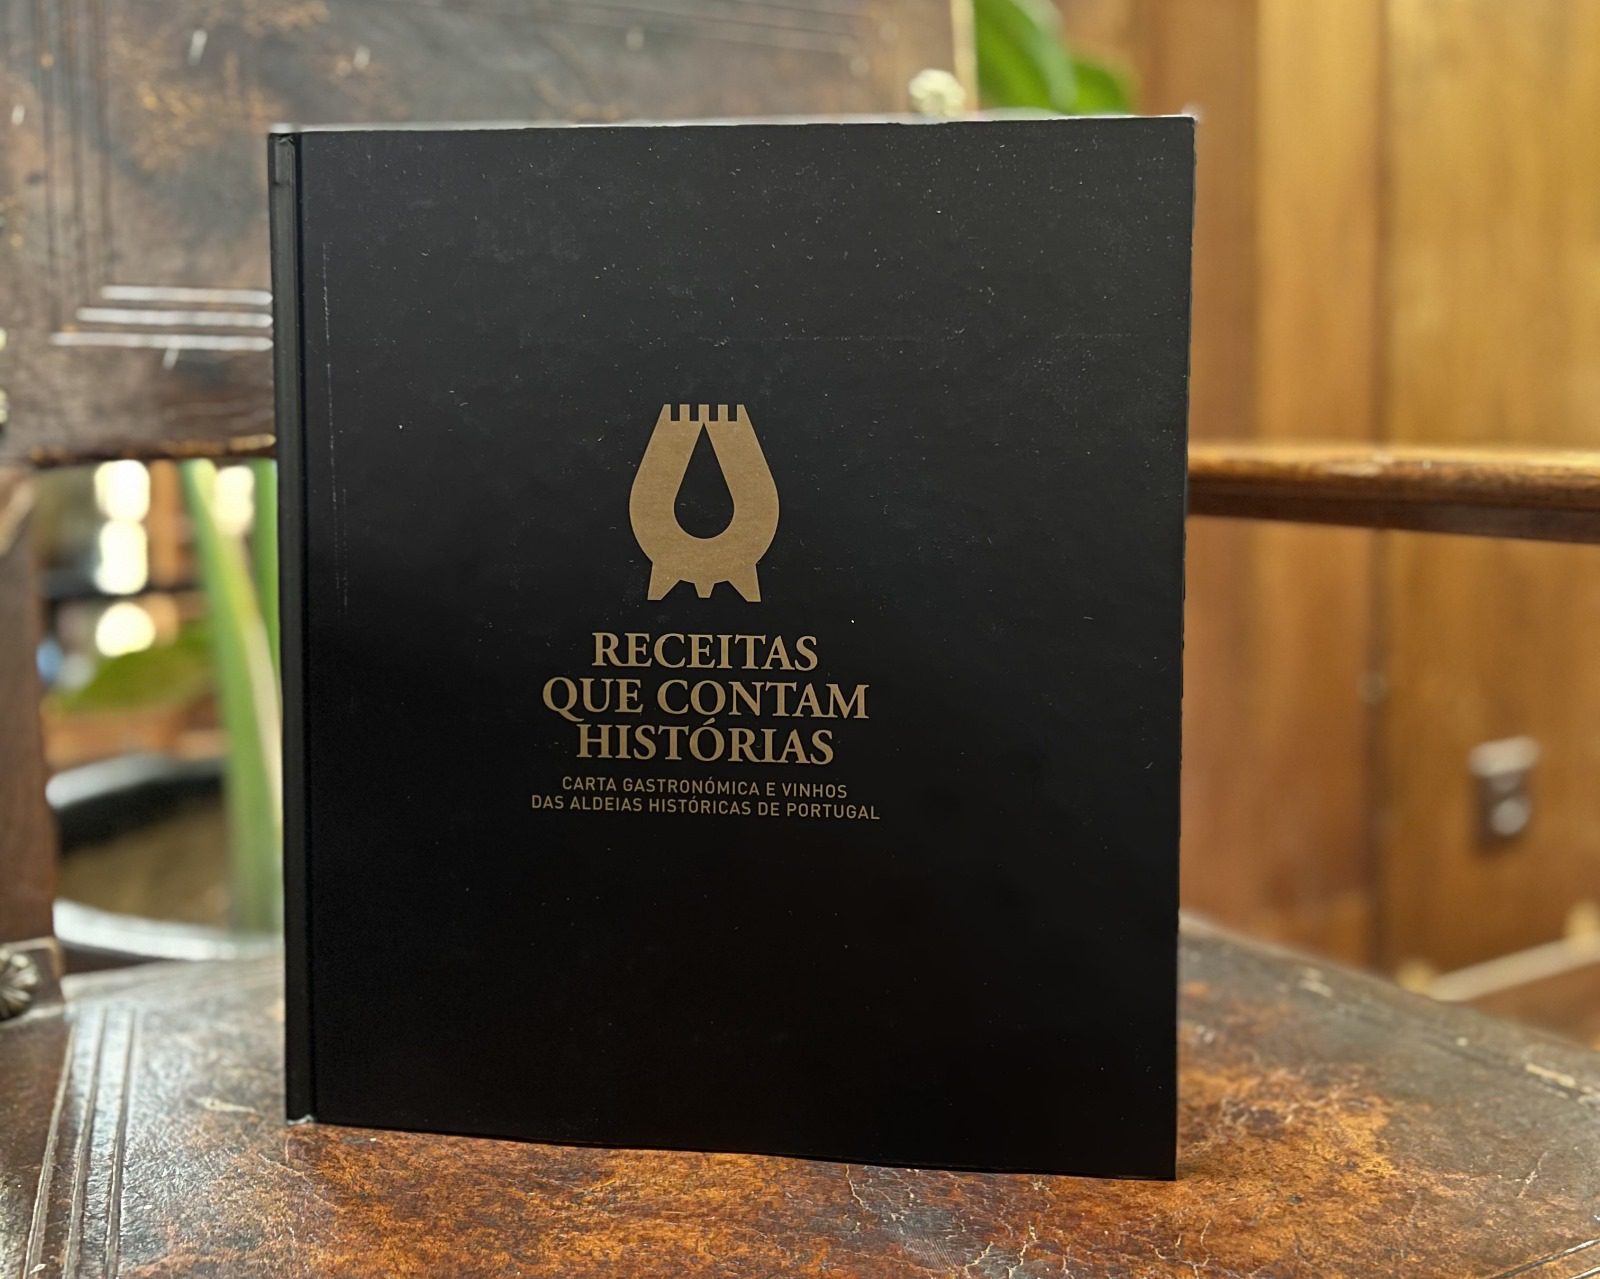 RECEITAS
QUE CONTAM
HISTÓRIAS
CARTA GASTRONÓMICA E VINHOS
DAS ALDEIAS HISTÓRICAS DE PORTUGAL